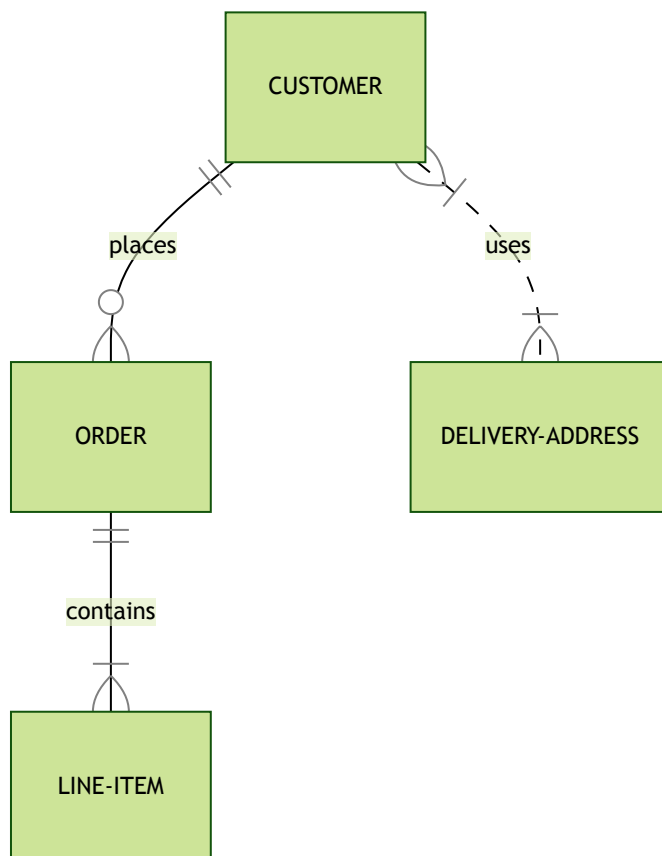 CUSTOMER
places
uses
ORDER
DELIVERY-ADDRESS
contains
LINE-ITEM